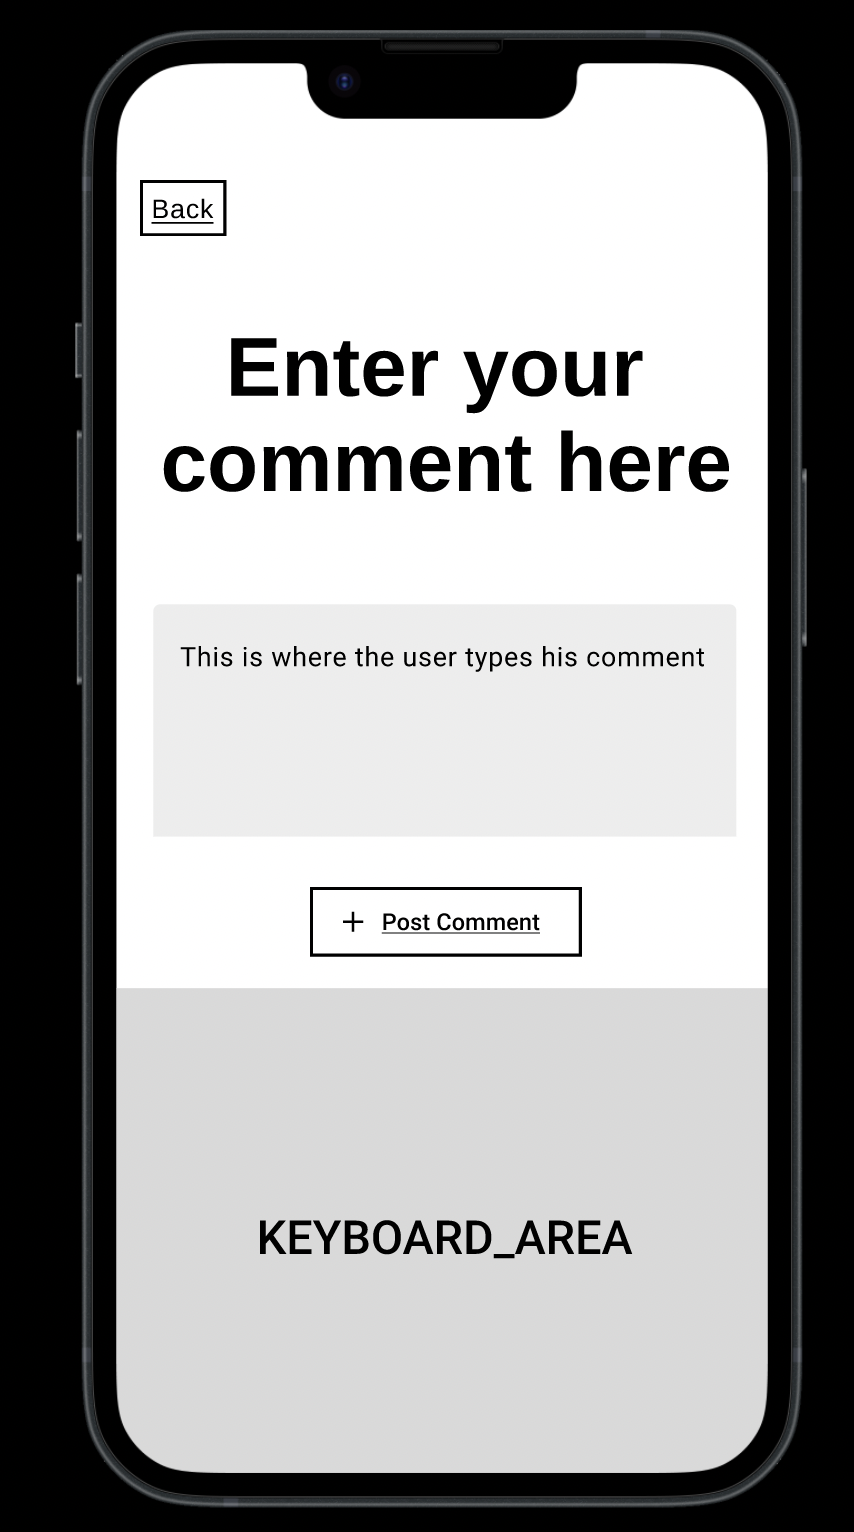 Back
Enter your
comment here
This is where the user types his comment
+ Post Comment
KEYBOARD_AREA